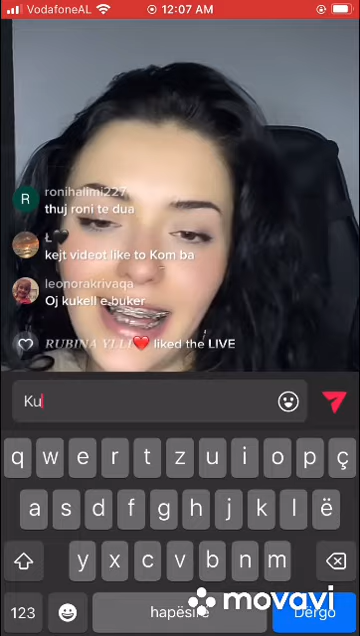 VodafoneAL
12:07 AM
ronihalimi227
thuj roni te dua
Ł🖤
kejt videot like to Kom ba
leonorakrivaqa
Oj kukell e buker
RUBINA YLLI❤️ liked the LIVE
Ku
q w e r t z u i o p ç
a s d f g h j k l ë
y x c v b n m
123
hapësirë
Dërgo
movavi